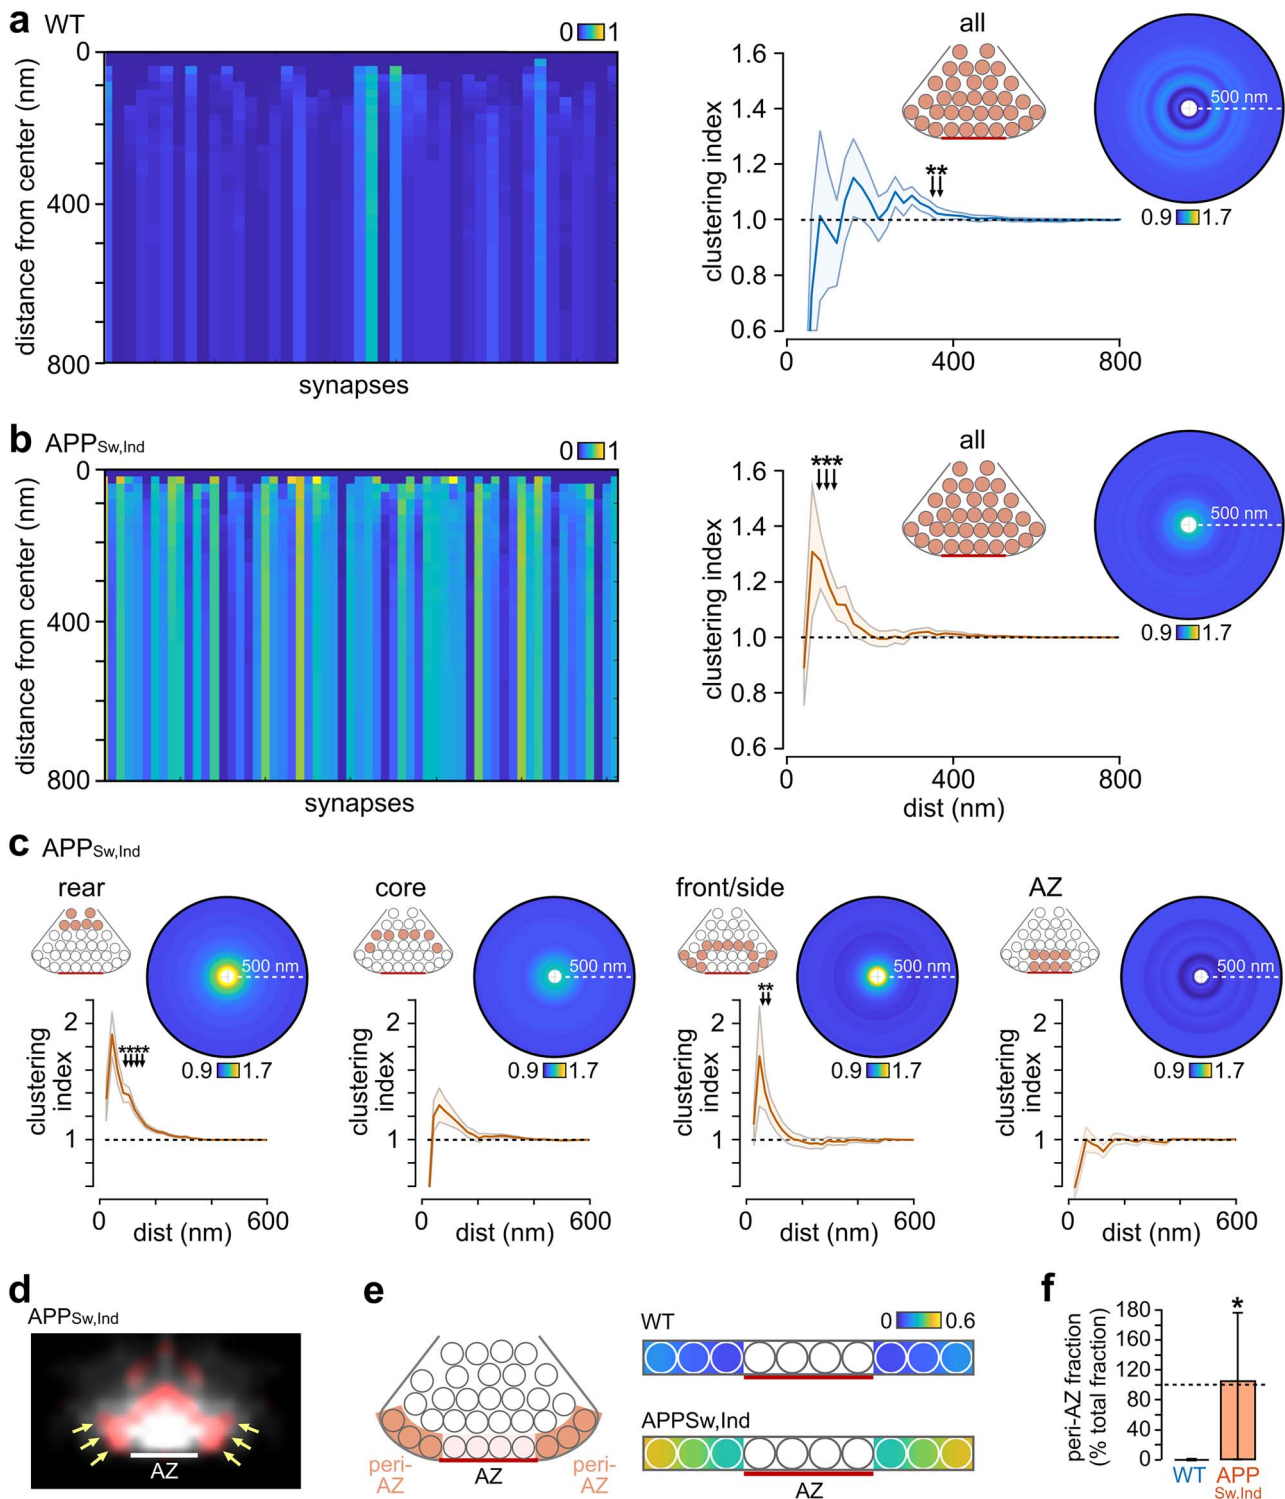 a WT
0 1
0
400
800
distance from center (nm)
synapses
all
1.6
1.4
1.2
1.0
0.8
0.6
clustering index
**
0 400 800
500 nm
0.9 1.7
b APPSw,Ind
0 1
0
400
800
distance from center (nm)
synapses
all
1.6
1.4
1.2
1.0
0.8
0.6
clustering index
***
0 400 800
dist (nm)
500 nm
0.9 1.7
c APPSw,Ind
rear
500 nm
0.9 1.7
2
1
clustering index
****
0 600
dist (nm)
core
500 nm
0.9 1.7
2
1
clustering index
0 600
dist (nm)
front/side
500 nm
0.9 1.7
2
1
clustering index
**
0 600
dist (nm)
AZ
500 nm
0.9 1.7
2
1
clustering index
0 600
dist (nm)
d
APPSw,Ind
AZ
e
peri-
AZ
AZ
peri-
AZ
WT
0 0.6
APPSw,Ind
AZ
f
180
160
120
80
40
0
peri-AZ fraction
(% total fraction)
*
WT APP
Sw.Ind